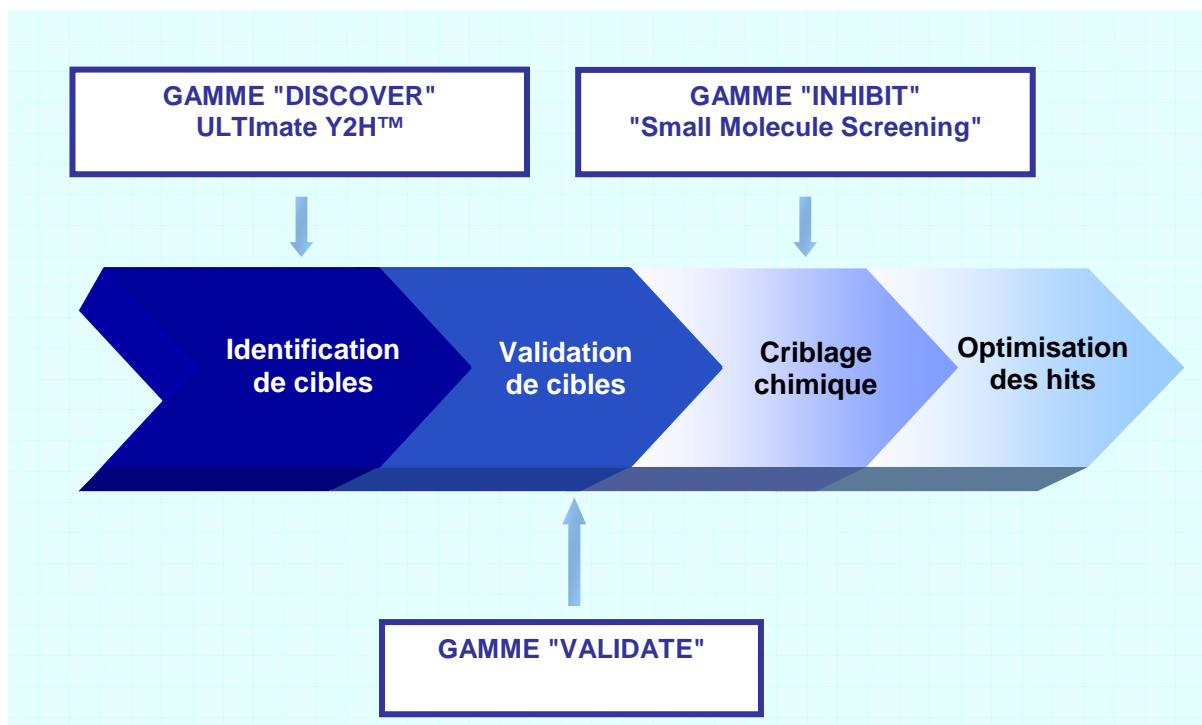 GAMME "DISCOVER"
ULTImate Y2H™
GAMME "INHIBIT"
"Small Molecule Screening"
Identification
de cibles
Validation
de cibles
Criblage
chimique
Optimisation
des hits
GAMME "VALIDATE"